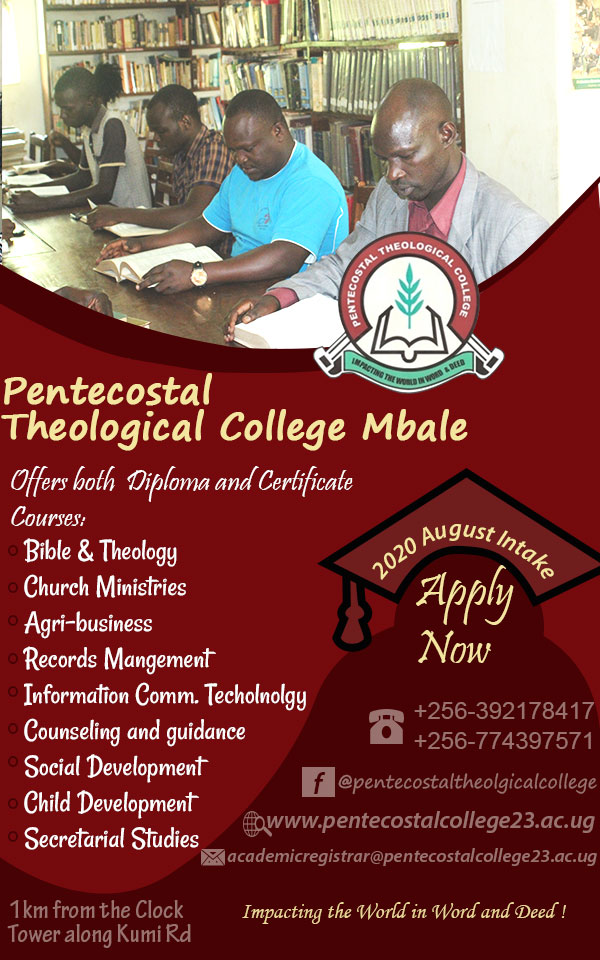 PENTECOSTAL THEOLOGICAL COLLEGE
IMPACTING THE WORLD IN WORD & DEED
Pentecostal
Theological College Mbale
Offers both Diploma and Certificate
Courses:
Bible & Theology
Church Ministries
Agri-business
Records Mangement
Information Comm. Techolnolgy
Counseling and guidance
Social Development
Child Development
Secretarial Studies
2020 August Intake
Apply
Now
+256-392178417
+256-774397571
f @pentecostaltheolgicalcollege
www.pentecostalcollege23.ac.ug
academicregistrar@pentecostalcollege23.ac.ug
1km from the Clock
Tower along Kumi Rd
Impacting the World in Word and Deed !